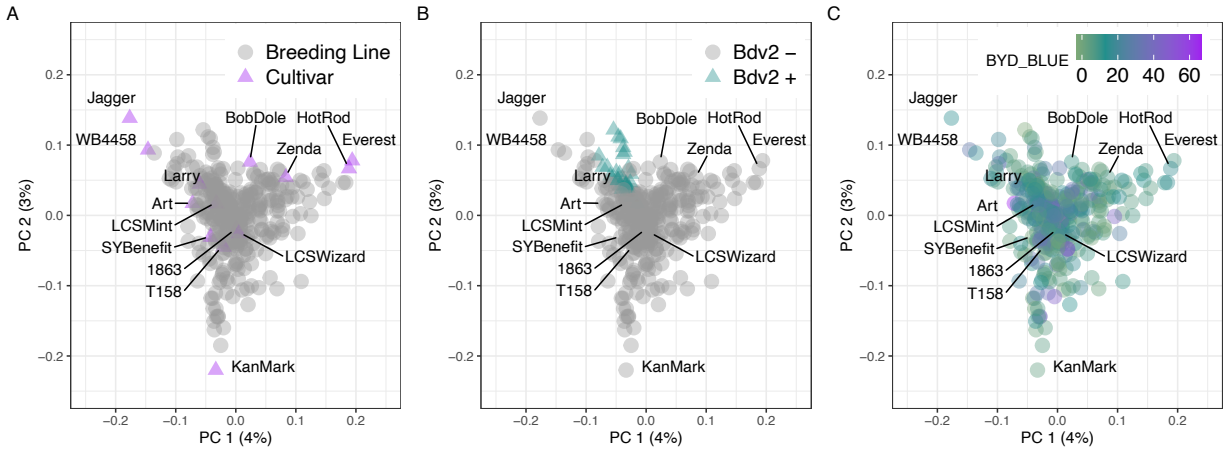 A
Breeding Line
Cultivar
0.2
0.1
0.0
−0.1
−0.2
PC 2 (3%)
Jagger
WB4458
BobDole
HotRod
Everest
Zenda
Larry
Art
LCSMint
SYBenefit
1863
T158
LCSWizard
KanMark
−0.2
−0.1
0.0
0.1
0.2
PC 1 (4%)
B
Bdv2 −
Bdv2 +
0.2
0.1
0.0
−0.1
−0.2
PC 2 (3%)
Jagger
WB4458
BobDole
HotRod
Everest
Zenda
Larry
Art
LCSMint
SYBenefit
1863
T158
LCSWizard
KanMark
−0.2
−0.1
0.0
0.1
0.2
PC 1 (4%)
C
BYD_BLUE
0 20 40 60
0.2
0.1
0.0
−0.1
−0.2
PC 2 (3%)
Jagger
WB4458
BobDole
HotRod
Everest
Zenda
Larry
Art
LCSMint
SYBenefit
1863
T158
LCSWizard
KanMark
−0.2
−0.1
0.0
0.1
0.2
PC 1 (4%)